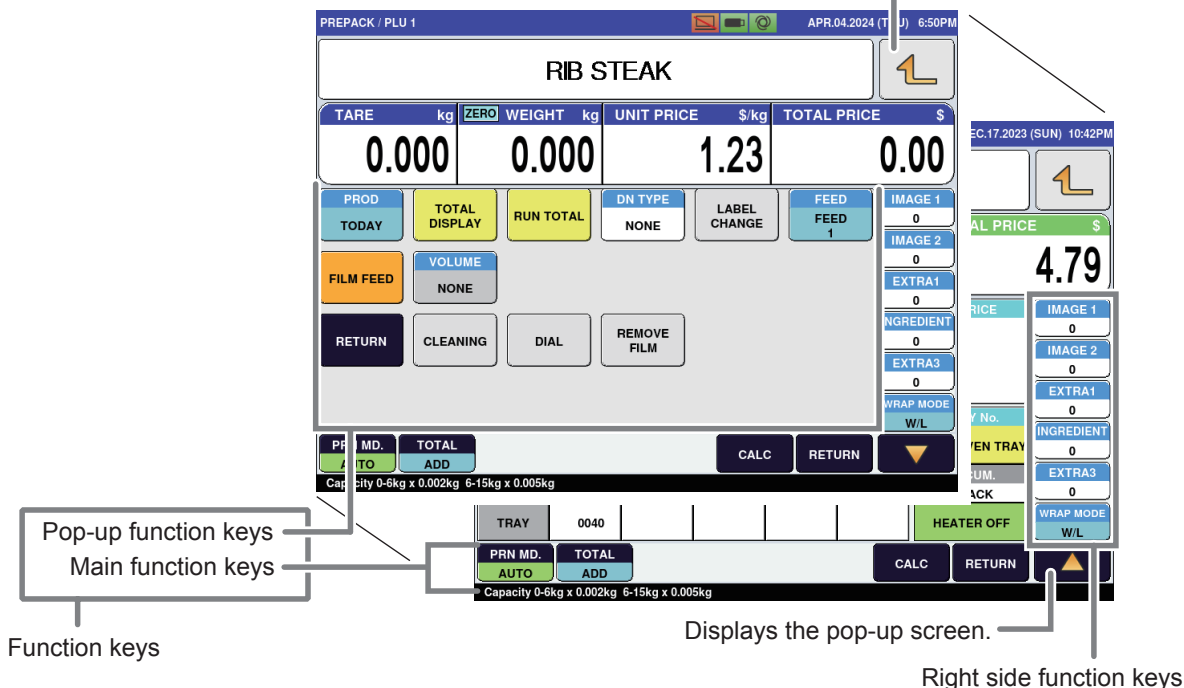 PREPACK / PLU 1
APR.04.2024 (T U) 6:50PM
RIB STEAK
TARE kg ZERO WEIGHT kg UNIT PRICE $/kg TOTAL PRICE $
0.000 0.000 1.23 0.00
PROD
TODAY
TOTAL
DISPLAY
RUN TOTAL
DN TYPE
NONE
LABEL
CHANGE
FEED
FEED
1
FILM FEED
VOLUME
NONE
RETURN
CLEANING
DIAL
REMOVE
FILM
IMAGE 1
0
IMAGE 2
0
EXTRA1
0
NGREDIENT
0
EXTRA3
0
WRAP MODE
W/L
PRN MD.
AUTO
TOTAL
ADD
CALC
RETURN
Capacity 0-6kg x 0.002kg 6-15kg x 0.005kg
EC.17.2023 (SUN) 10:42PM
AL PRICE $
4.79
RICE
IMAGE 1
0
IMAGE 2
0
EXTRA1
0
INGREDIENT
0
EXTRA3
0
WRAP MODE
W/L
Y No.
VEN TRAY
CUM.
ACK
TRAY 0040
HEATER OFF
PRN MD.
AUTO
TOTAL
ADD
CALC
RETURN
Capacity 0-6kg x 0.002kg 6-15kg x 0.005kg
Pop-up function keys
Main function keys
Function keys
Displays the pop-up screen.
Right side function keys